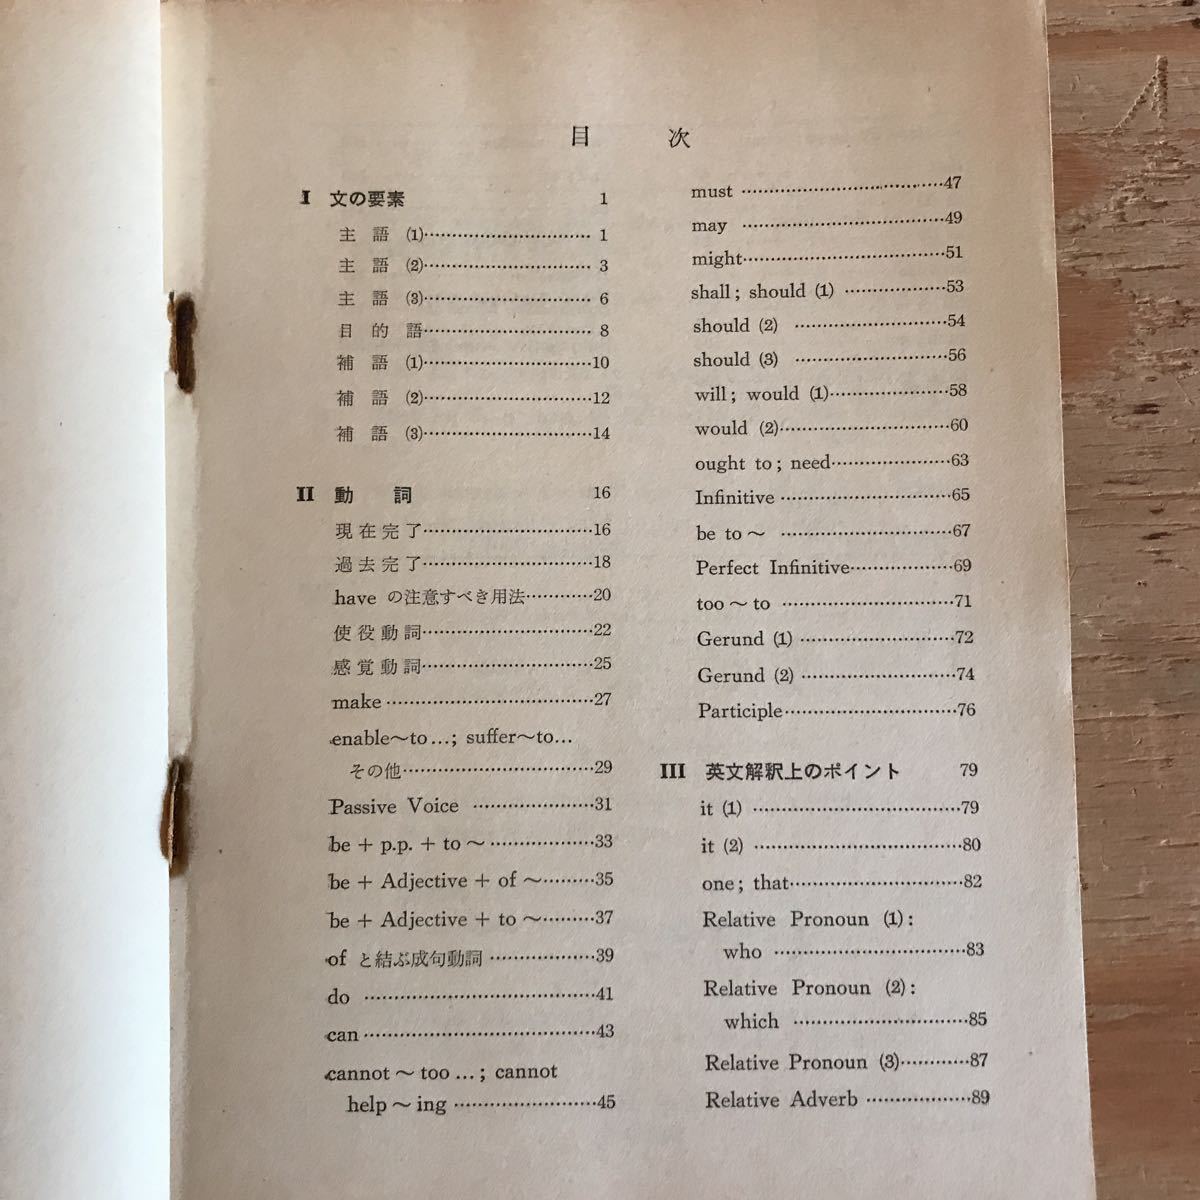 目 次
I 文の要素 1
主語 (1)……………………… 1
主語 (2)……………………… 3
主語 (3)……………………… 6
目的語……………………… 8
補語 (1)………………………10
補語 (2)………………………12
補語 (3)………………………14
II 動 詞 16
現在完了………………………16
過去完了………………………18
have の注意すべき用法…………20
使役動詞………………………22
感覚動詞………………………25
make………………………27
enable～to…; suffer～to…
その他………………………29
Passive Voice ………………31
be + p.p. + to ～………………33
be + Adjective + of ～………35
be + Adjective + to ～………37
of と結ぶ成句動詞………………39
do ………………………………41
can………………………………43
cannot ～ too …; cannot
help ～ ing ……………………45
must …………………………47
may …………………………49
might…………………………51
shall; should (1) ……………53
should (2) ……………………54
should (3) ……………………56
will; would (1)………………58
would (2)………………………60
ought to; need………………63
Infinitive ………………………65
be to ～ ………………………67
Perfect Infinitive……………69
too ～ to ………………………71
Gerund (1) ……………………72
Gerund (2) ……………………74
Participle………………………76
III 英文解釈上のポイント 79
it (1) …………………………79
it (2) …………………………80
one; that………………………82
Relative Pronoun (1):
who …………………………83
Relative Pronoun (2):
which ………………………85
Relative Pronoun (3)…………87
Relative Adverb ……………89